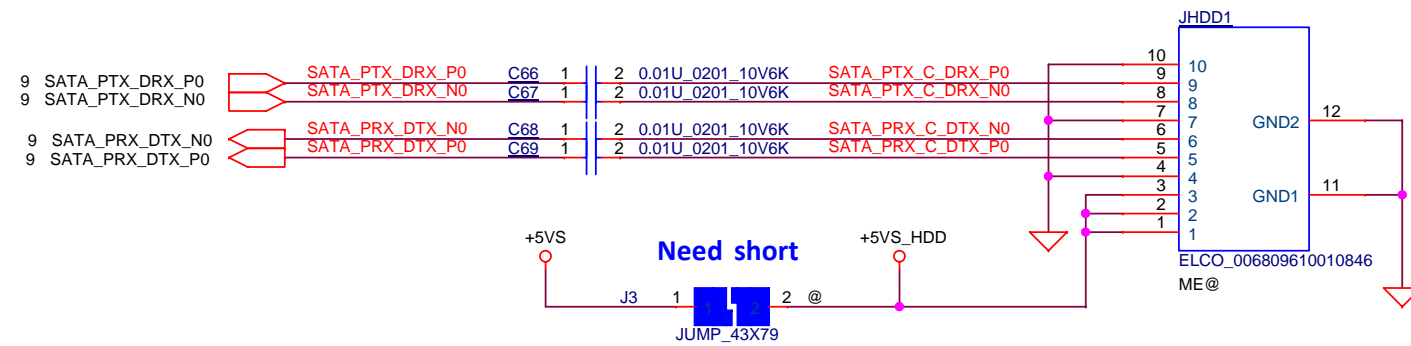 JHDD1
10 10
9 SATA_PTX_DRX_P0 SATA_PTX_DRX_P0 C66 1 2 0.01U_0201_10V6K SATA_PTX_C_DRX_P0 9 9
9 SATA_PTX_DRX_N0 SATA_PTX_DRX_N0 C67 1 2 0.01U_0201_10V6K SATA_PTX_C_DRX_N0 8 8
7 7 GND2 12
9 SATA_PRX_DTX_N0 SATA_PRX_DTX_N0 C68 1 2 0.01U_0201_10V6K SATA_PRX_C_DTX_N0 6 6
9 SATA_PRX_DTX_P0 SATA_PRX_DTX_P0 C69 1 2 0.01U_0201_10V6K SATA_PRX_C_DTX_P0 5 5
4 4
3 3 GND1 11
2 2
1 1
+5VS Need short +5VS_HDD
ELCO_006809610010846
ME@
J3 1 1 2 2 @
JUMP_43X79